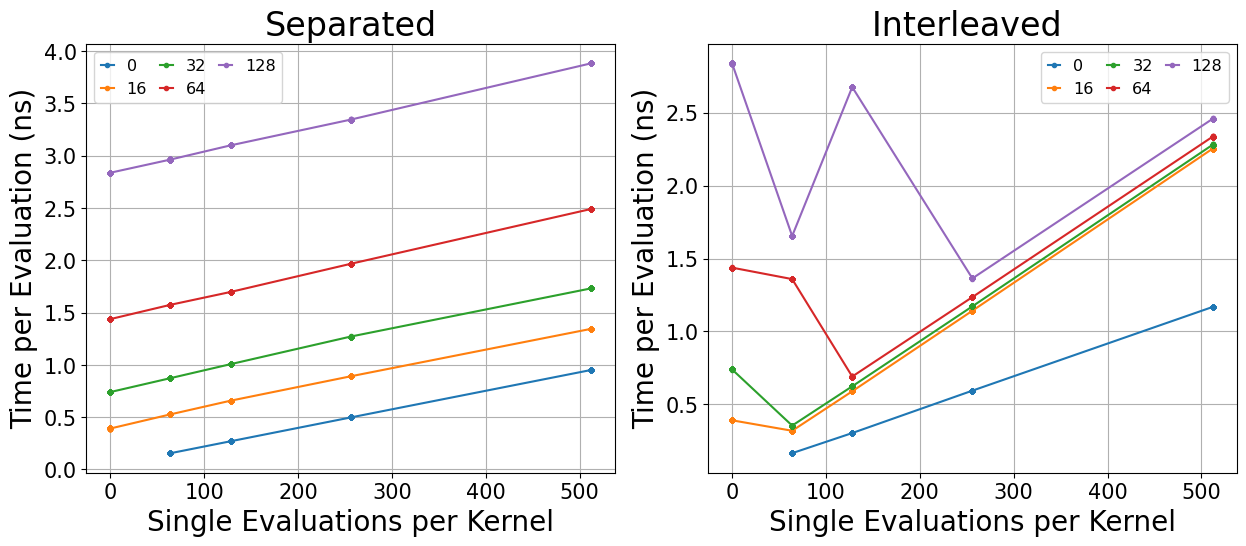 Separated
Time per Evaluation (ns)
4.0
3.5
3.0
2.5
2.0
1.5
1.0
0.5
0.0
0 32 128
16 64
0 100 200 300 400 500
Single Evaluations per Kernel
Interleaved
Time per Evaluation (ns)
2.5
2.0
1.5
1.0
0.5
0 32 128
16 64
0 100 200 300 400 500
Single Evaluations per Kernel